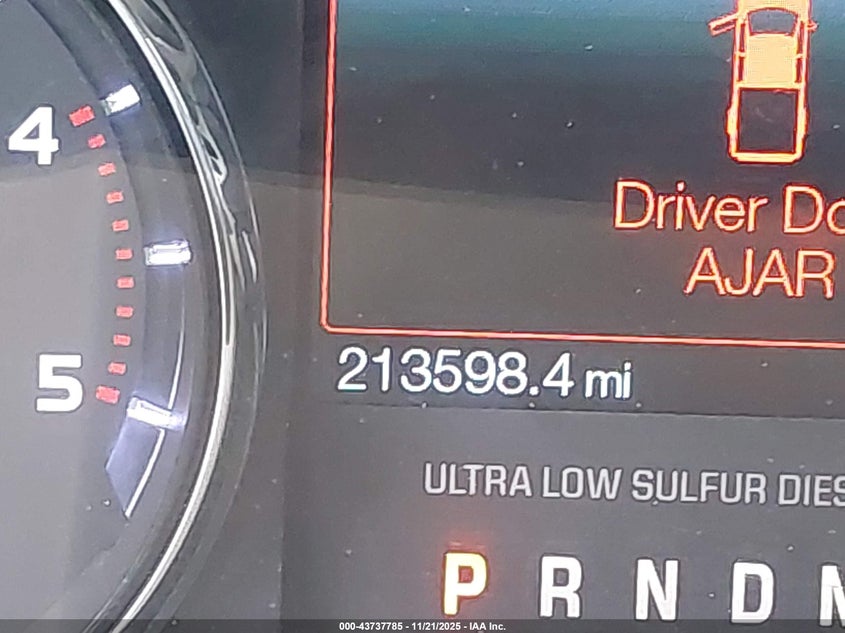 4
Driver Do
AJAR
213598.4 mi
5
ULTRA LOW SULFUR DIES
P R N D M
000-43737785 - 11/21/2025 - IAA Inc.